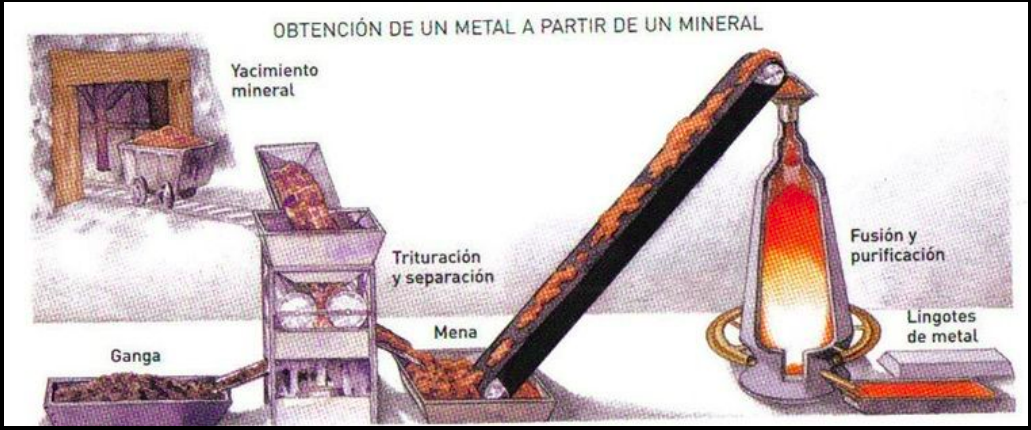 OBTENCIÓN DE UN METAL A PARTIR DE UN MINERAL
Yacimiento
mineral
Trituración
y separación
Fusión y
purificación
Mena
Lingotes
de metal
Ganga